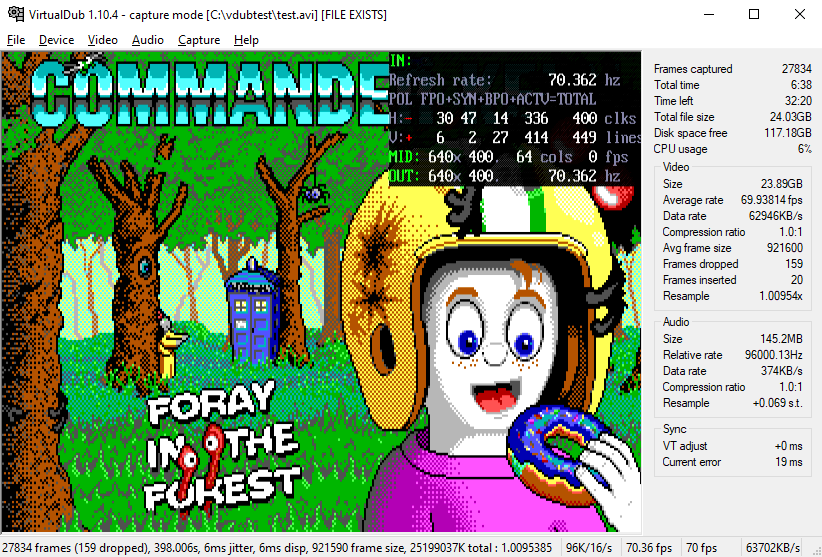 VirtualDub 1.10.4 - capture mode [C:\vdubtest\test.avi] [FILE EXISTS]
File Device Video Audio Capture Help
COMMANDE
IN:
Refresh rate: 70.362 hz
POL FPO+SYN+BPO+ACTV=TOTAL
H:- 30 47 14 336 400 clks
V:+ 6 2 27 414 449 lines
MID: 640x 400. 64 cols 0 fps
OUT: 640x 400. 70.362 hz
FORAY
IN THE
FOREST
Frames captured 27834
Total time 6:38
Time left 32:20
Total file size 24.03GB
Disk space free 117.18GB
CPU usage 6%
Video
Size 23.89GB
Average rate 69.93814 fps
Data rate 62946KB/s
Compression ratio 1.0:1
Avg frame size 921600
Frames dropped 159
Frames inserted 20
Resample 1.00954x
Audio
Size 145.2MB
Relative rate 96000.13Hz
Data rate 374KB/s
Compression ratio 1.0:1
Resample +0.069 s.t.
Sync
VT adjust +0 ms
Current error 19 ms
27834 frames (159 dropped), 398.006s, 6ms jitter, 6ms disp, 921590 frame size, 25199037K total : 1.0095385 96K/16/s 70.36 fps 70 fps 63702KB/s